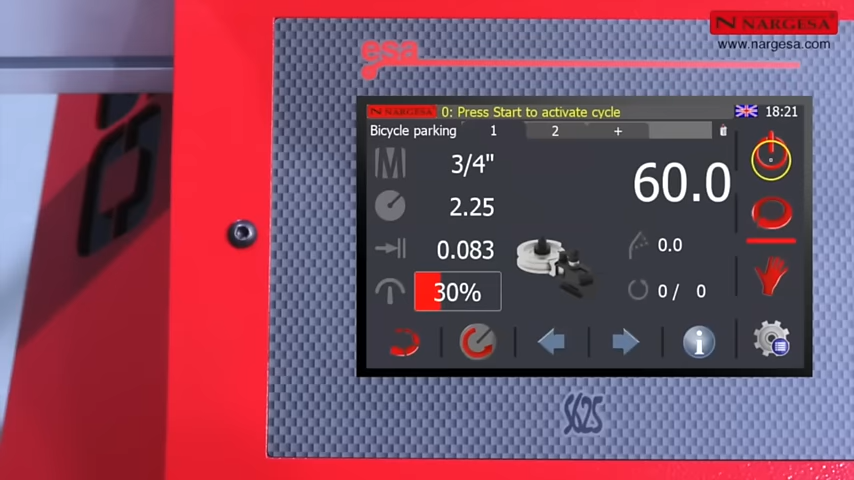 NARGESA
www.nargesa.com
esa
NARGESA 0: Press Start to activate cycle 18:21
Bicycle parking 1 2 +
3/4" 60.0
2.25
0.083 0.0
30% 0 / 0
i
S625